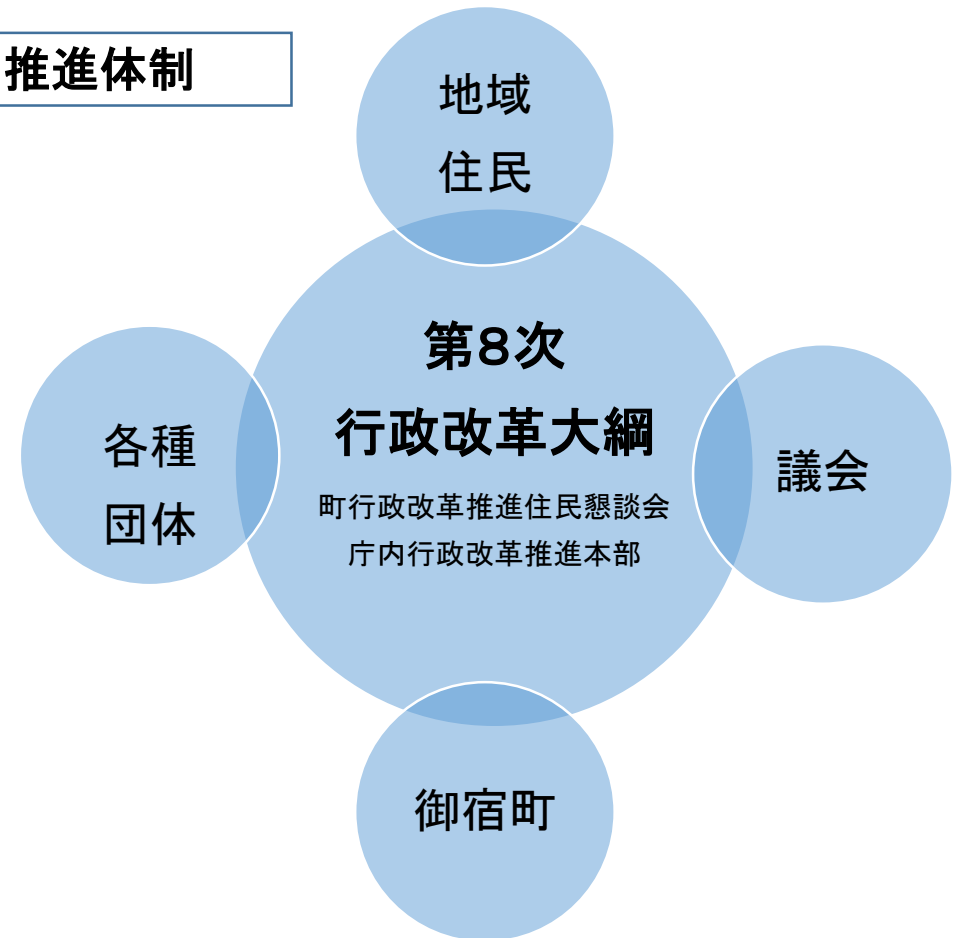 推進体制
地域
住民
第８次
行政改革大綱
町行政改革推進住民懇談会
庁内行政改革推進本部
各種
団体
議会
御宿町